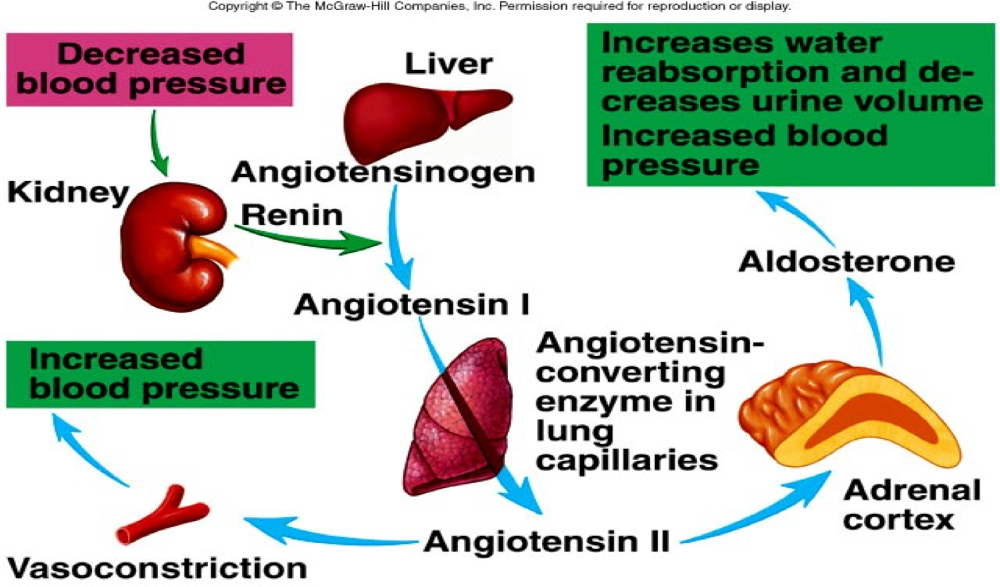 Copyright © The McGraw-Hill Companies, Inc. Permission required for reproduction or display.
Decreased
blood pressure
Liver
Increases water
reabsorption and de-
creases urine volume
Increased blood
pressure
Angiotensinogen
Kidney
Renin
Aldosterone
Angiotensin I
Angiotensin-
converting
enzyme in
lung
capillaries
Increased
blood pressure
Adrenal
cortex
Angiotensin II
Vasoconstriction